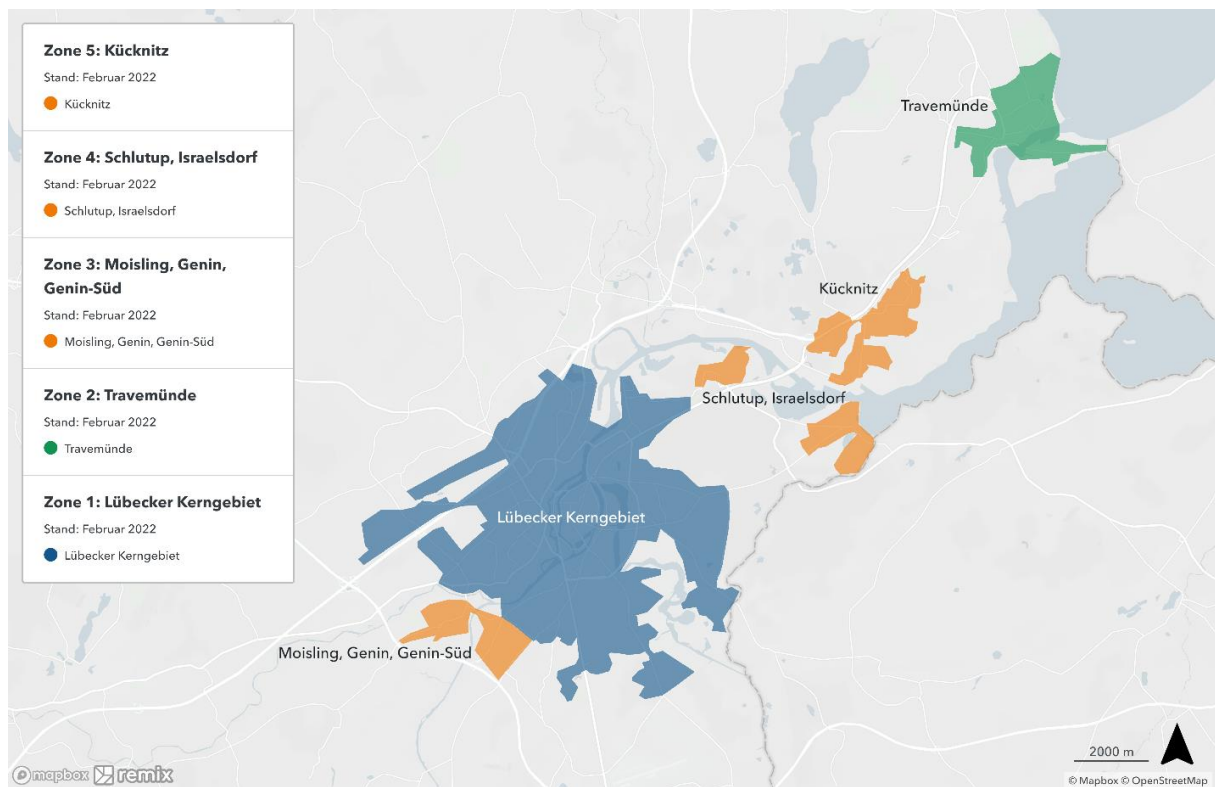 Zone 5: Kücknitz
Stand: Februar 2022
Kücknitz
Zone 4: Schlutup, Israelsdorf
Stand: Februar 2022
Schlutup, Israelsdorf
Zone 3: Moisling, Genin,
Genin-Süd
Stand: Februar 2022
Moisling, Genin, Genin-Süd
Zone 2: Travemünde
Stand: Februar 2022
Travemünde
Zone 1: Lübecker Kerngebiet
Stand: Februar 2022
Lübecker Kerngebiet
Travemünde
Kücknitz
Schlutup, Israelsdorf
Lübecker Kerngebiet
Moisling, Genin, Genin-Süd
2000 m
mapbox remix
© Mapbox © OpenStreetMap